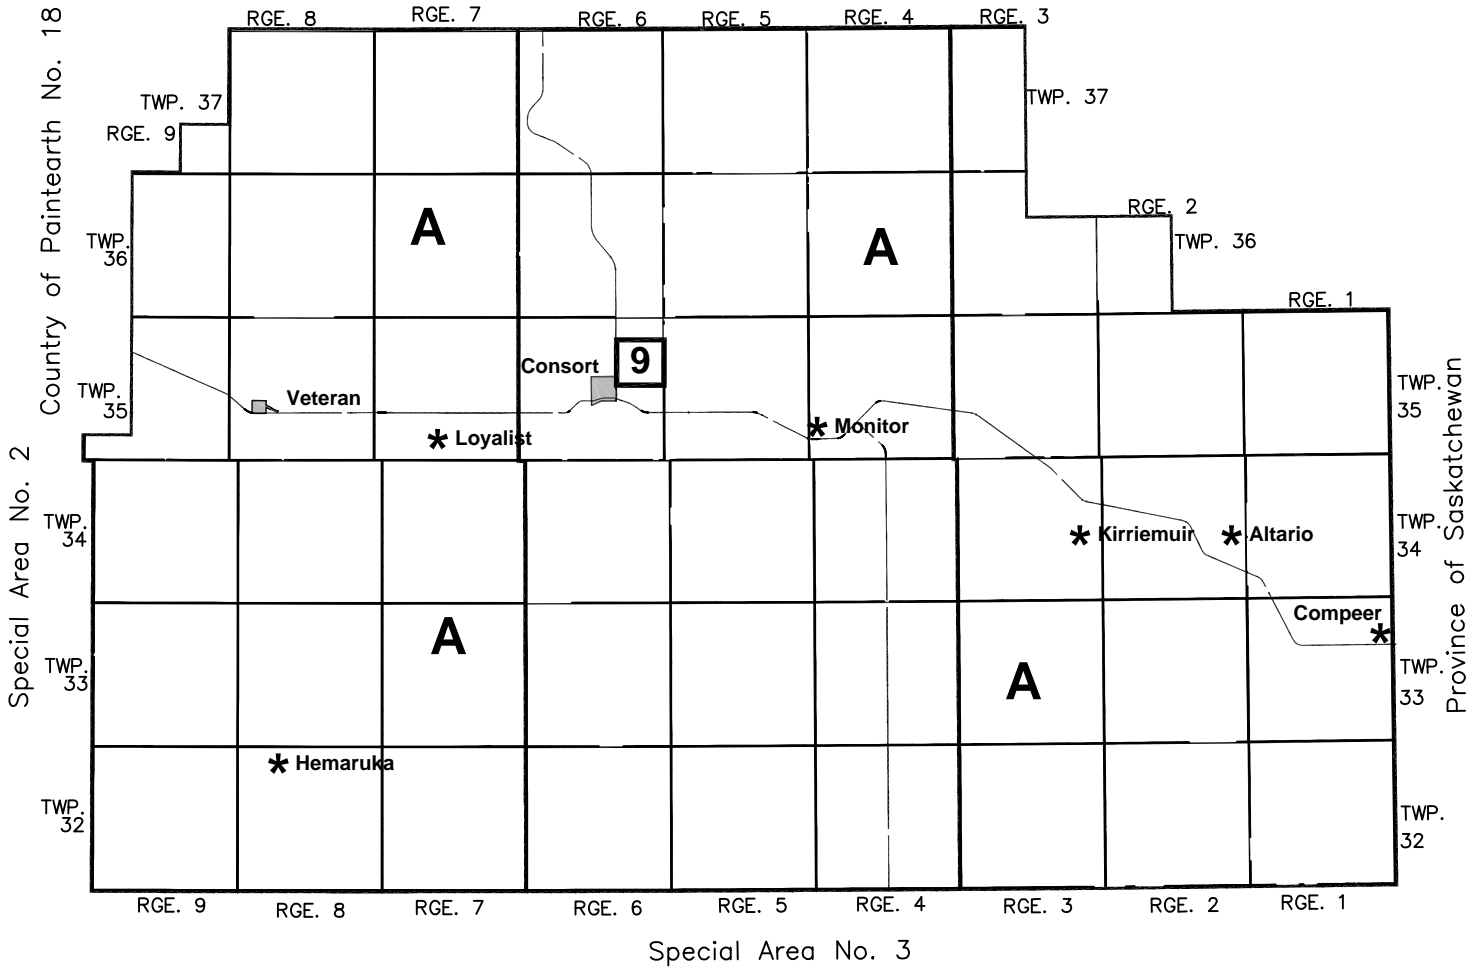 RGE. 8
RGE. 7
RGE. 6
RGE. 5
RGE. 4
RGE. 3
Country of Paintearth No. 18
TWP. 37
TWP. 37
RGE. 9
RGE. 2
A
A
TWP.
36
TWP. 36
RGE. 1
Consort
9
TWP.
35
Veteran
Loyalist
Monitor
TWP.
35
Province of Saskatchewan
Special Area No. 2
TWP.
34
Kirriemuir
Altario
TWP.
34
Compeer
A
A
TWP.
33
TWP.
33
Hemaruka
TWP.
32
TWP.
32
RGE. 9
RGE. 8
RGE. 7
RGE. 6
RGE. 5
RGE. 4
RGE. 3
RGE. 2
RGE. 1
Special Area No. 3